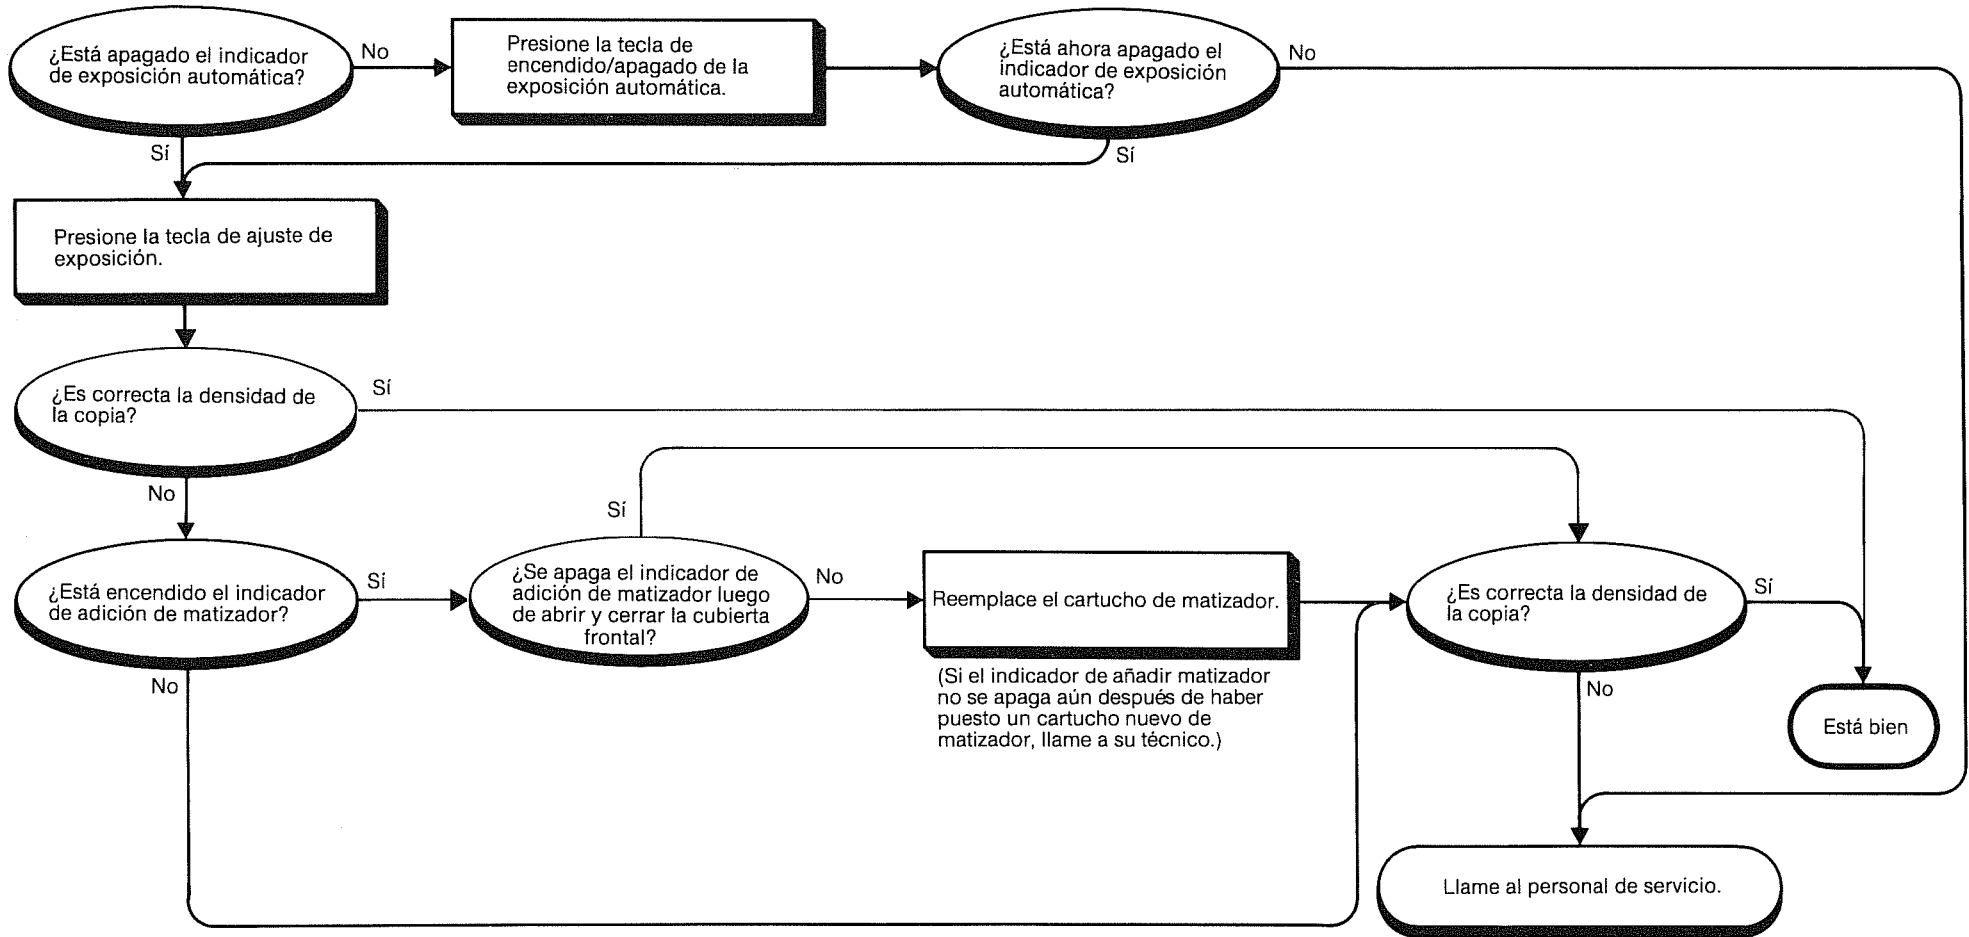 ¿Está apagado el indicador
de exposición automática?
No
Presione la tecla de
encendido/apagado de la
exposición automática.
¿Está ahora apagado el
indicador de exposición
automática?
No
Sí
Sí
Presione la tecla de ajuste de
exposición.
¿Es correcta la densidad de
la copia?
Sí
No
¿Está encendido el indicador
de adición de matizador?
Sí
No
¿Se apaga el indicador de
adición de matizador luego
de abrir y cerrar la cubierta
frontal?
Sí
No
Reemplace el cartucho de matizador.
(Si el indicador de añadir matizador
no se apaga aún después de haber
puesto un cartucho nuevo de
matizador, llame a su técnico.)
¿Es correcta la densidad de
la copia?
Sí
No
Está bien
Llame al personal de servicio.